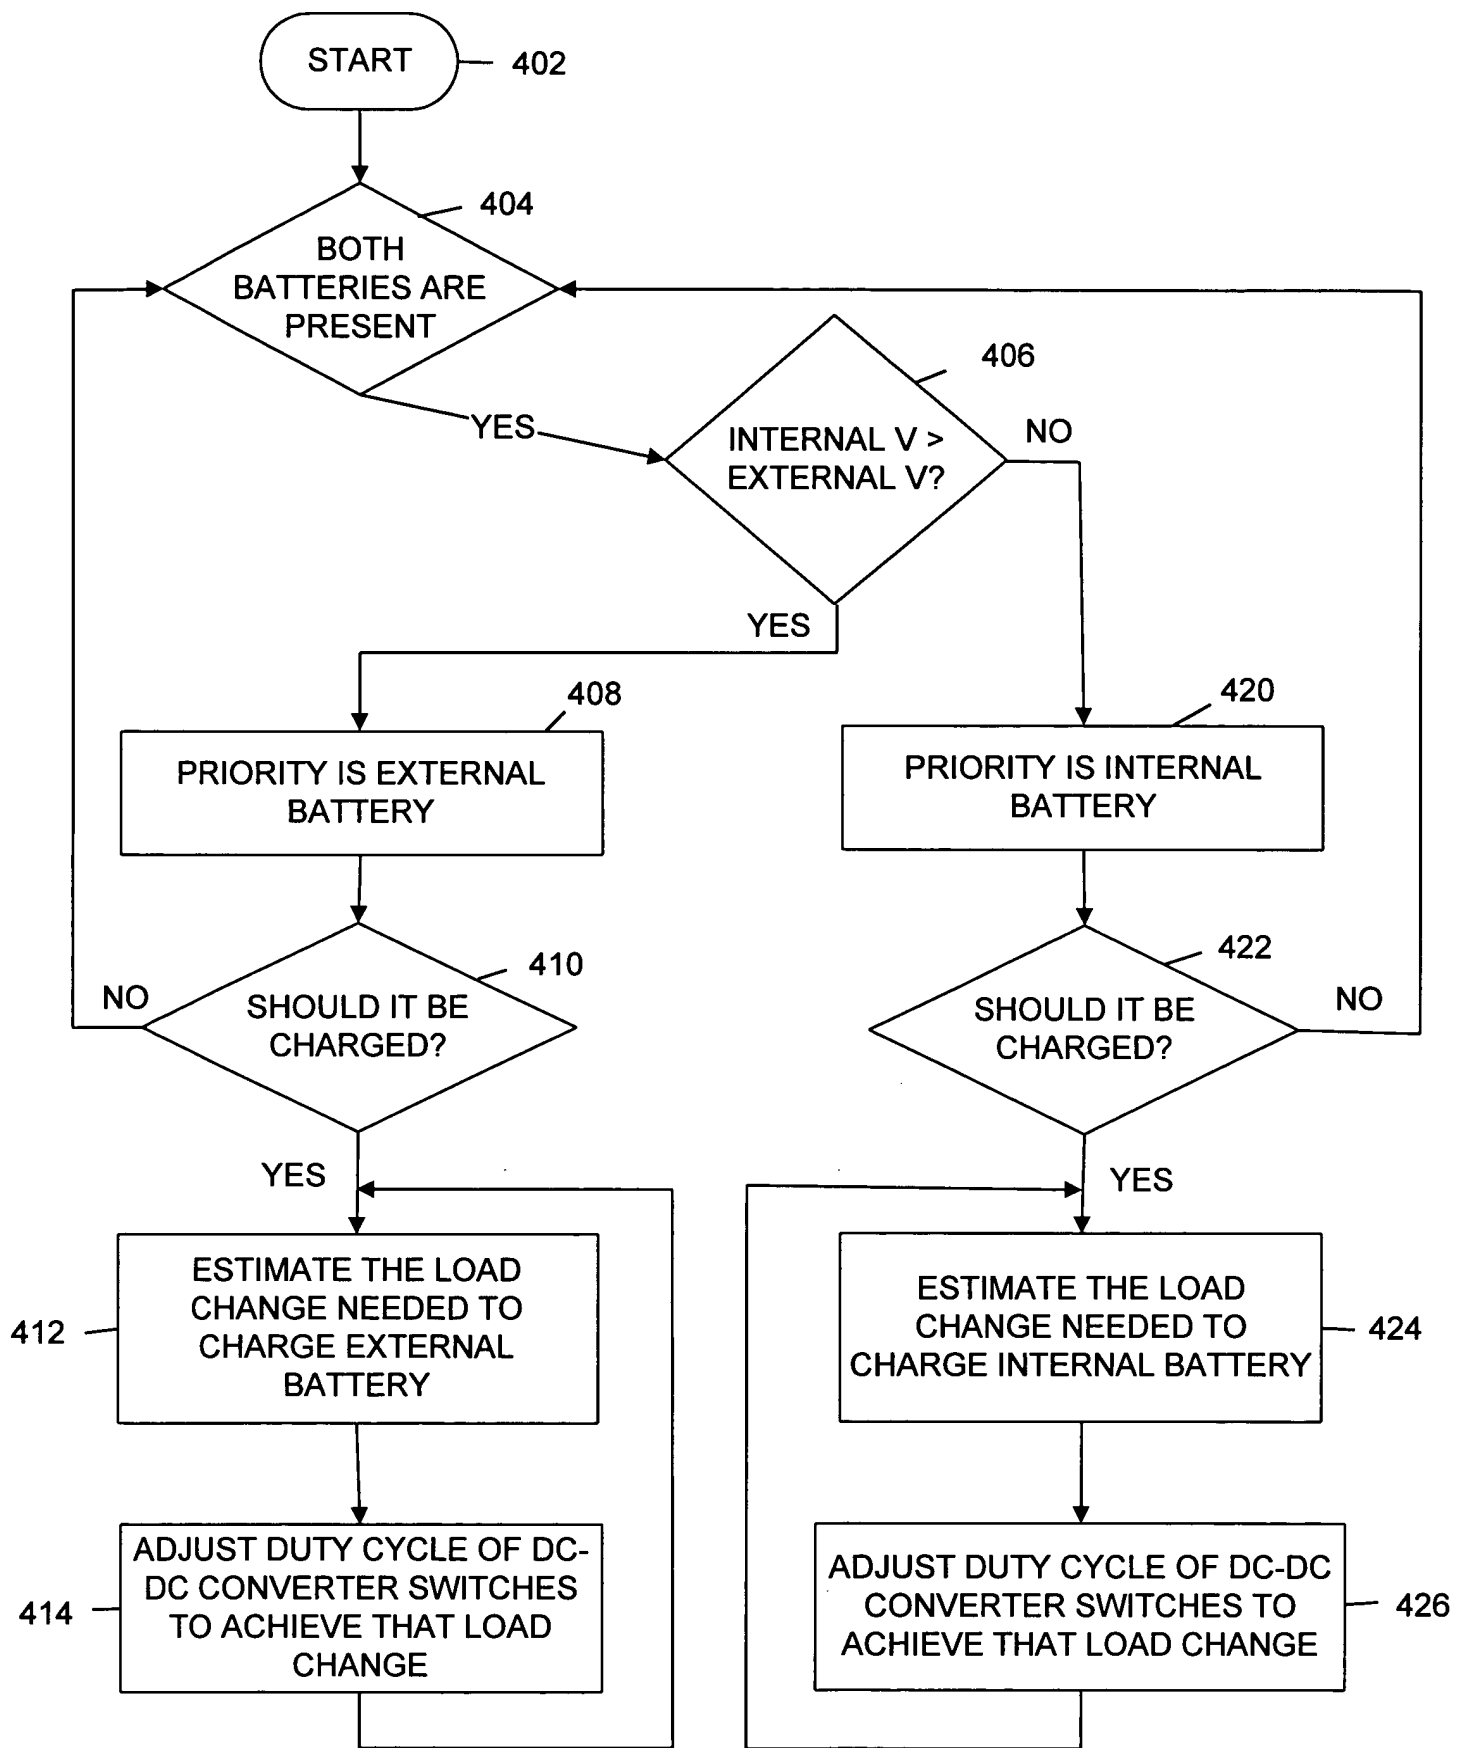 START
402
404
BOTH
BATTERIES ARE
PRESENT
406
YES
INTERNAL V >
EXTERNAL V?
NO
YES
408
420
PRIORITY IS EXTERNAL
BATTERY
PRIORITY IS INTERNAL
BATTERY
410
422
NO
SHOULD IT BE
CHARGED?
SHOULD IT BE
CHARGED?
NO
YES
YES
412
ESTIMATE THE LOAD
CHANGE NEEDED TO
CHARGE EXTERNAL
BATTERY
ESTIMATE THE LOAD
CHANGE NEEDED TO
CHARGE INTERNAL BATTERY
424
414
ADJUST DUTY CYCLE OF DC-
DC CONVERTER SWITCHES
TO ACHIEVE THAT LOAD
CHANGE
ADJUST DUTY CYCLE OF DC-DC
CONVERTER SWITCHES TO
ACHIEVE THAT LOAD CHANGE
426